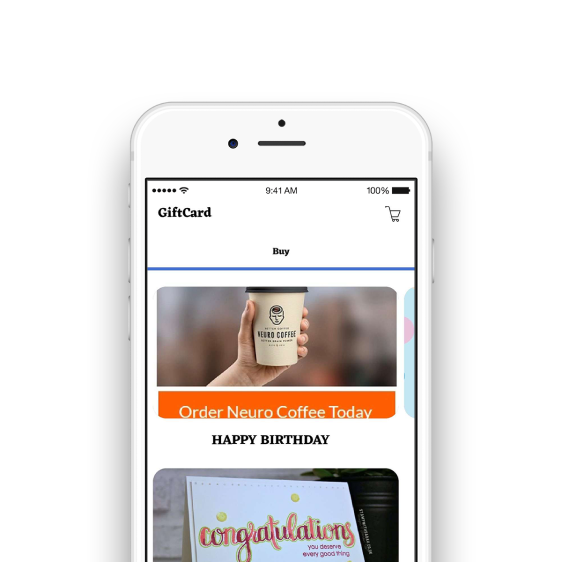 9:41 AM
100%
GiftCard
Buy
NEURO COFFEE
Order Neuro Coffee Today
HAPPY BIRTHDAY
congratulations
you deserve
every good thing